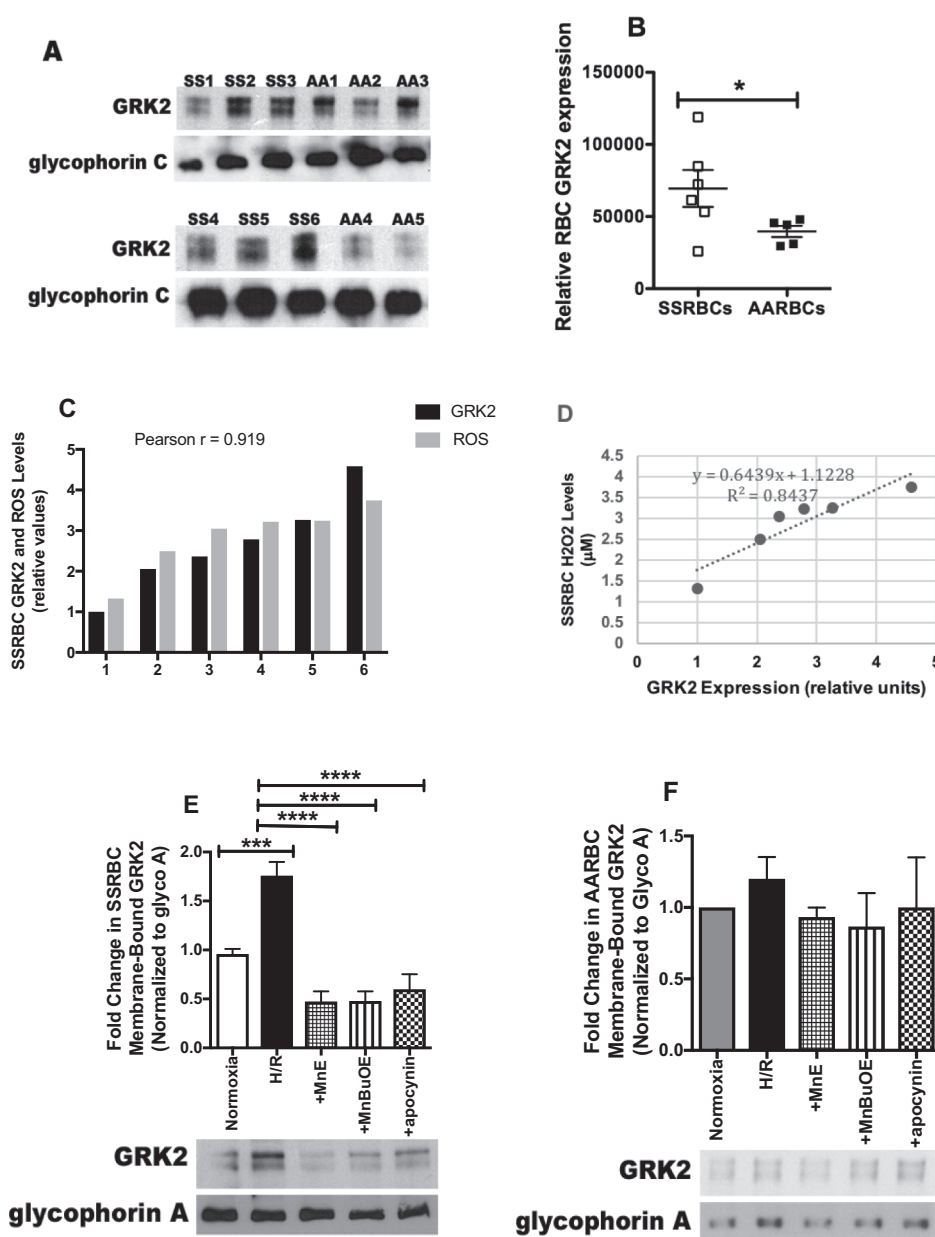 A
SS1 SS2 SS3 AA1 AA2 AA3
GRK2
glycophorin C
SS4 SS5 SS6 AA4 AA5
GRK2
glycophorin C
B
Relative RBC GRK2 expression
150000
100000
50000
0
*
SSRBCs AARBCs
C
Pearson r = 0.919
GRK2
ROS
SSRBC GRK2 and ROS Levels
(relative values)
5
4
3
2
1
0
1 2 3 4 5 6
D
SSRBC H2O2 Levels
(µM)
4.5
4
3.5
3
2.5
2
1.5
1
0.5
0
y = 0.6439x + 1.1228
R² = 0.8437
0 1 2 3 4 5
GRK2 Expression (relative units)
E
****
****
****
***
Fold Change in SSRBC
Membrane-Bound GRK2
(Normalized to glyco A)
2.0
1.5
1.0
0.5
0.0
Normoxia
H/R
+MnE
+MnBuOE
+apocynin
GRK2
glycophorin A
F
Fold Change in AARBC
Membrane-Bound GRK2
(Normalized to Glyco A)
1.5
1.0
0.5
0.0
Normoxia
H/R
+MnE
+MnBuOE
+apocynin
GRK2
glycophorin A